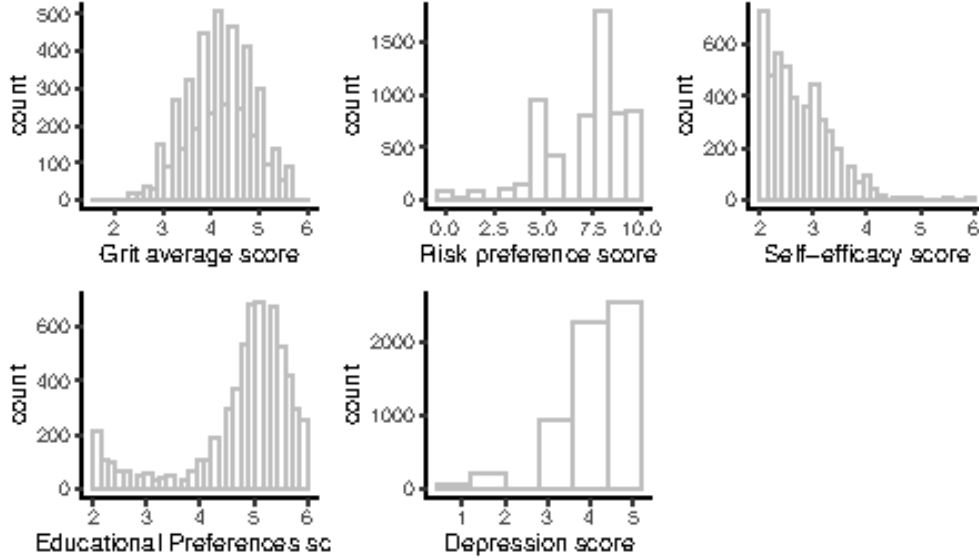 500
400
300
200
100
0
count
2 3 4 5 6
Grit average score
1500
1000
500
0
count
0.0 2.5 5.0 7.5 10.0
Risk preference score
600
400
200
0
count
2 3 4 5 6
Self-efficacy score
600
400
200
0
count
2 3 4 5 6
Educational Preferences sc
2000
1000
0
count
1 2 3 4 5
Depression score